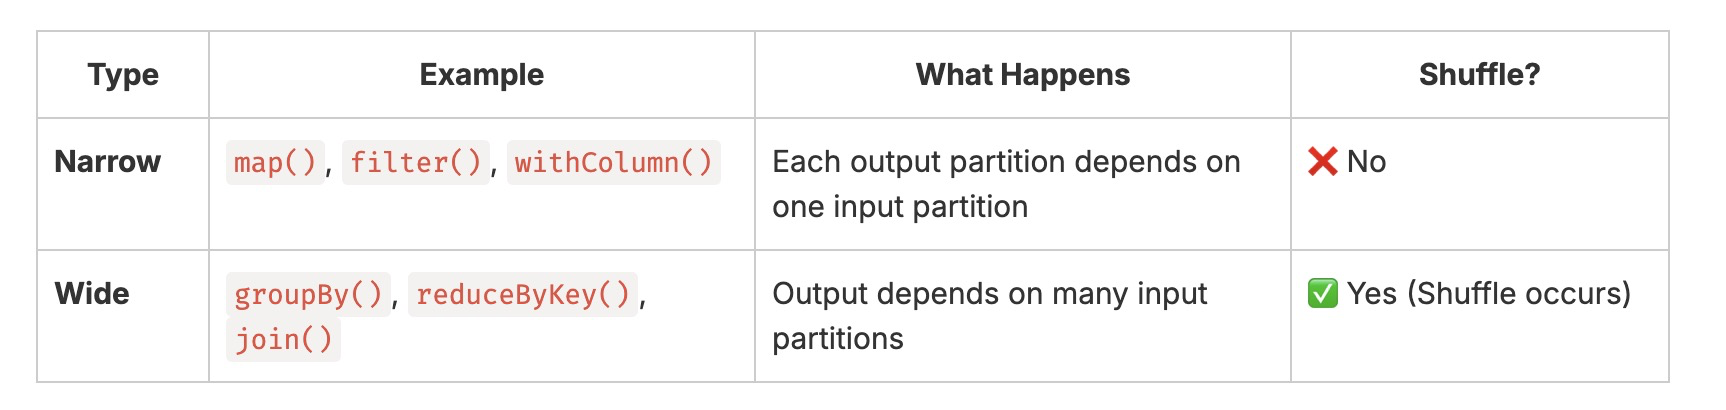 Type Example What Happens Shuffle?
Narrow map(), filter(), withColumn() Each output partition depends on ❌ No
one input partition
Wide groupBy(), reduceByKey(), Output depends on many input ✅ Yes (Shuffle occurs)
join() partitions